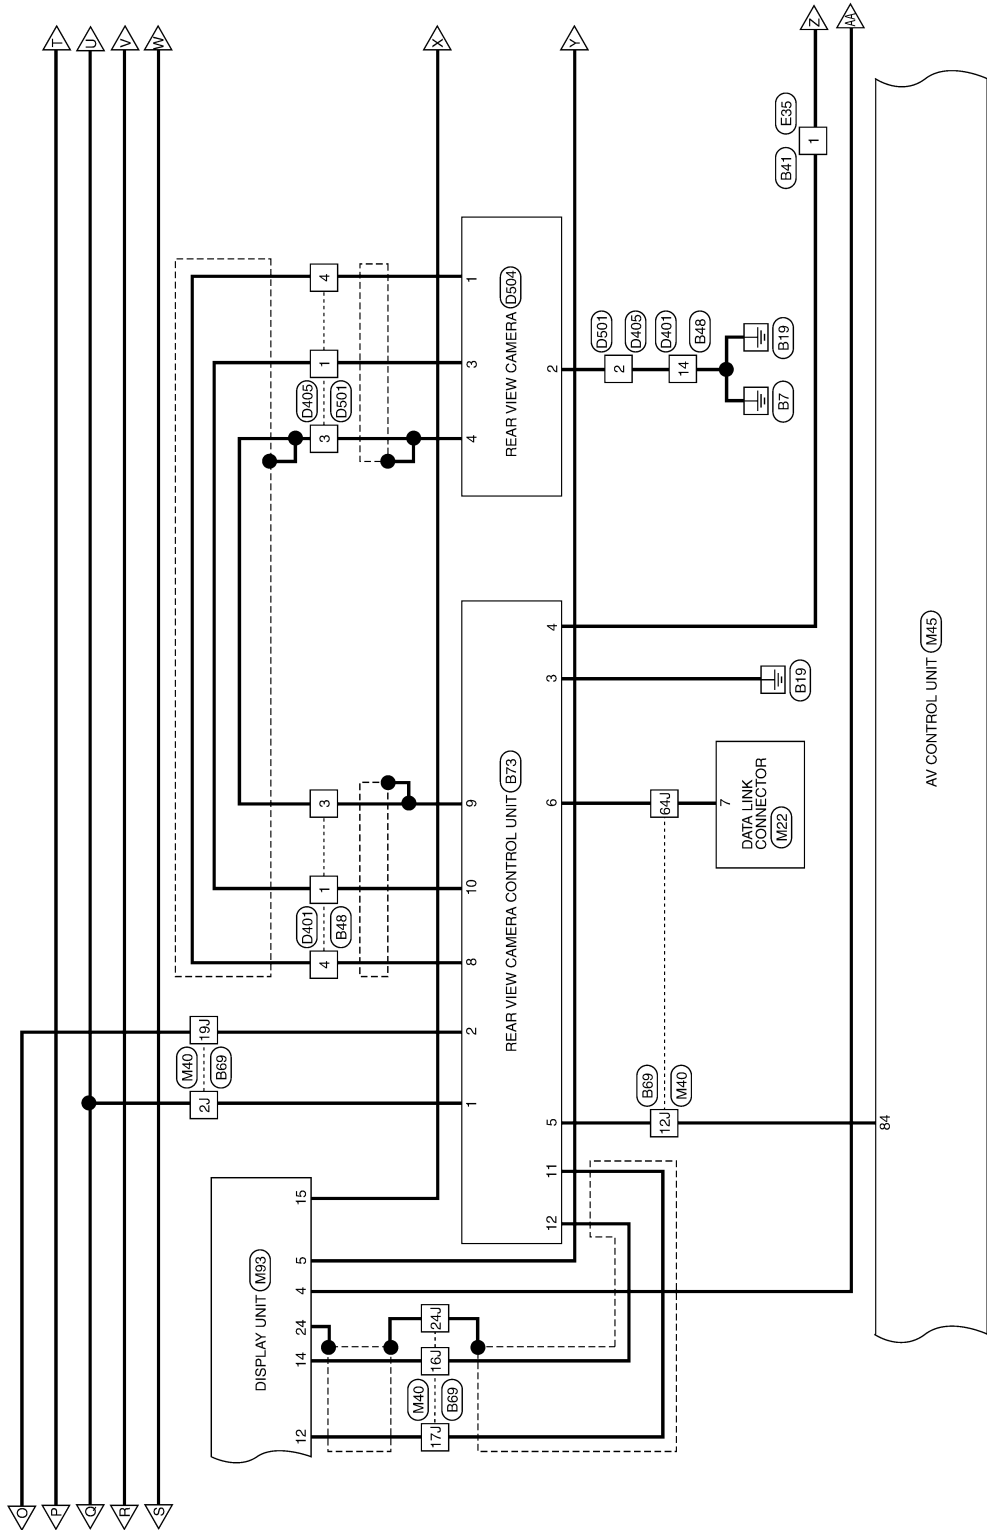 T
U
V
W
X
Y
Z
AA
E35
1
B41
4
1
D405
D501
3
1
3
4
REAR VIEW CAMERA D504
2
D501
D405
D401
B48
2
14
B19
B7
3
1
D401
B48
4
9
10
8
2
1
REAR VIEW CAMERA CONTROL UNIT B73
4
3
6
5
11
12
B19
64J
7
DATA LINK
CONNECTOR
M22
AV CONTROL UNIT M45
84
19J
M40
B69
2J
B69
M40
12J
15
5
4
24
14
12
DISPLAY UNIT M93
24J
16J
M40
B69
17J
O
P
Q
R
S